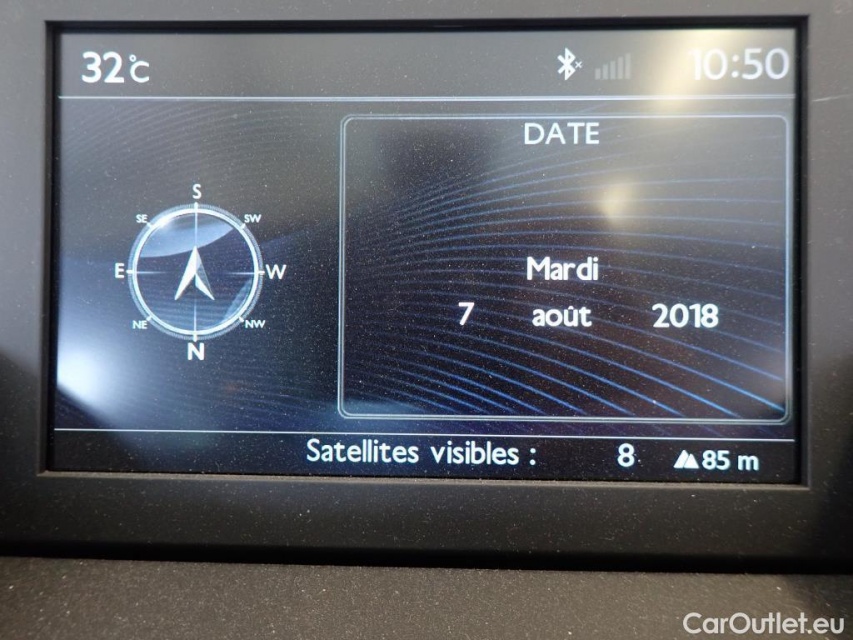 32°C 10:50
DATE
S
SE SW
E W
NE NW
N
Mardi
7 août 2018
Satellites visibles : 8 85 m
CarOutlet.eu